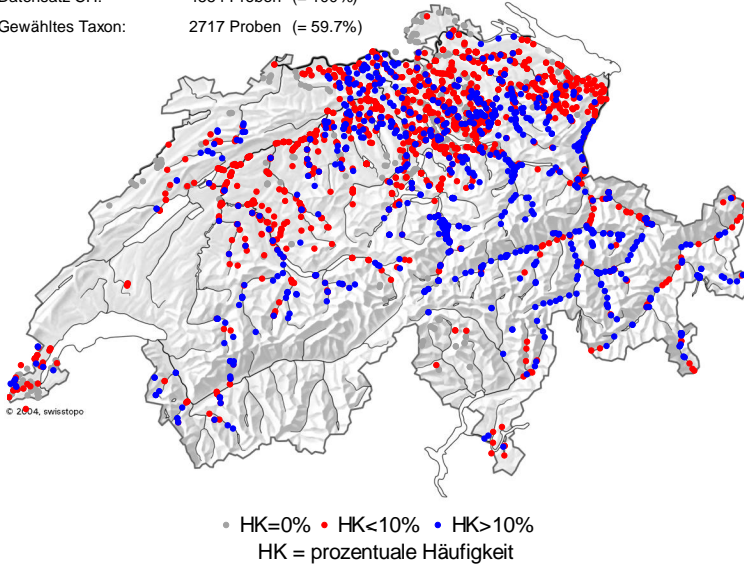 Gewähltes Taxon: 2717 Proben (= 59.7%)
© 2004, swisstopo
HK=0% HK<10% HK>10%
HK = prozentuale Häufigkeit